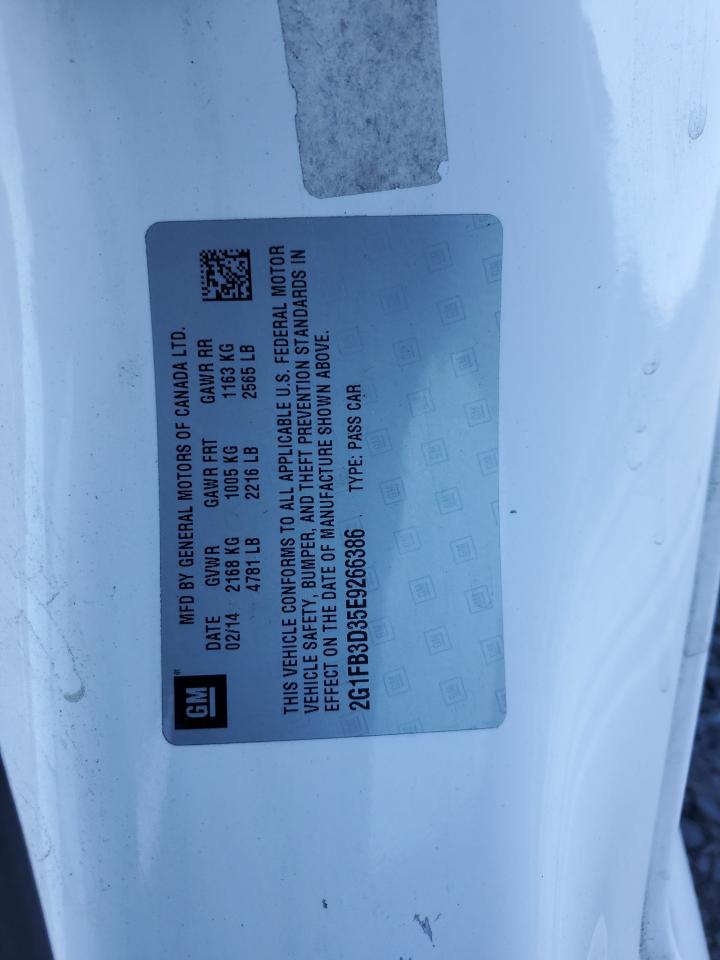 GM
MFD BY GENERAL MOTORS OF CANADA LTD.
DATE GVWR GAWR FRT GAWR RR
02/14 2168 KG 1005 KG 1163 KG
4781 LB 2216 LB 2565 LB
THIS VEHICLE CONFORMS TO ALL APPLICABLE U.S. FEDERAL MOTOR
VEHICLE SAFETY, BUMPER, AND THEFT PREVENTION STANDARDS IN
EFFECT ON THE DATE OF MANUFACTURE SHOWN ABOVE.
2G1FB3D35E9266386 TYPE: PASS CAR